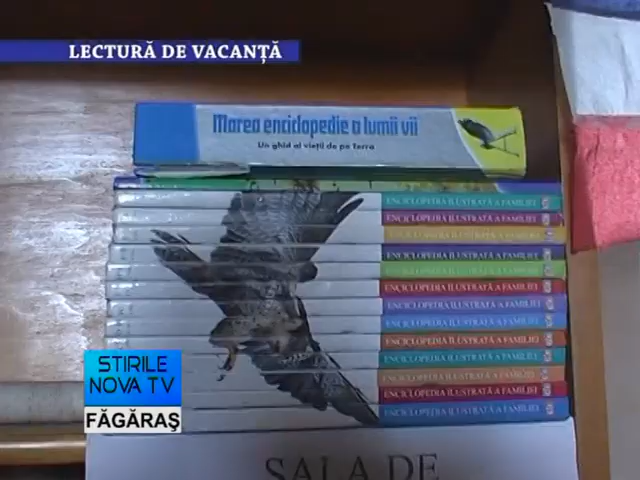 LECTURĂ DE VACANȚĂ
Marea enciclopedie a lumii vii
Un ghid al vieții de pe Terra
ENCICLOPEDIA ILUSTRATĂ A FAMILIEI
ENCICLOPEDIA ILUSTRATĂ A FAMILIEI
ENCICLOPEDIA ILUSTRATĂ A FAMILIEI
ENCICLOPEDIA ILUSTRATĂ A FAMILIEI
ENCICLOPEDIA ILUSTRATĂ A FAMILIEI
ENCICLOPEDIA ILUSTRATĂ A FAMILIEI
ENCICLOPEDIA ILUSTRATĂ A FAMILIEI
ENCICLOPEDIA ILUSTRATĂ A FAMILIEI
ENCICLOPEDIA ILUSTRATĂ A FAMILIEI
ENCICLOPEDIA ILUSTRATĂ A FAMILIEI
ENCICLOPEDIA ILUSTRATĂ A FAMILIEI
ENCICLOPEDIA ILUSTRATĂ A FAMILIEI
ENCICLOPEDIA ILUSTRATĂ A FAMILIEI
STIRILE
NOVA TV
FĂGĂRAŞ
SALA DE